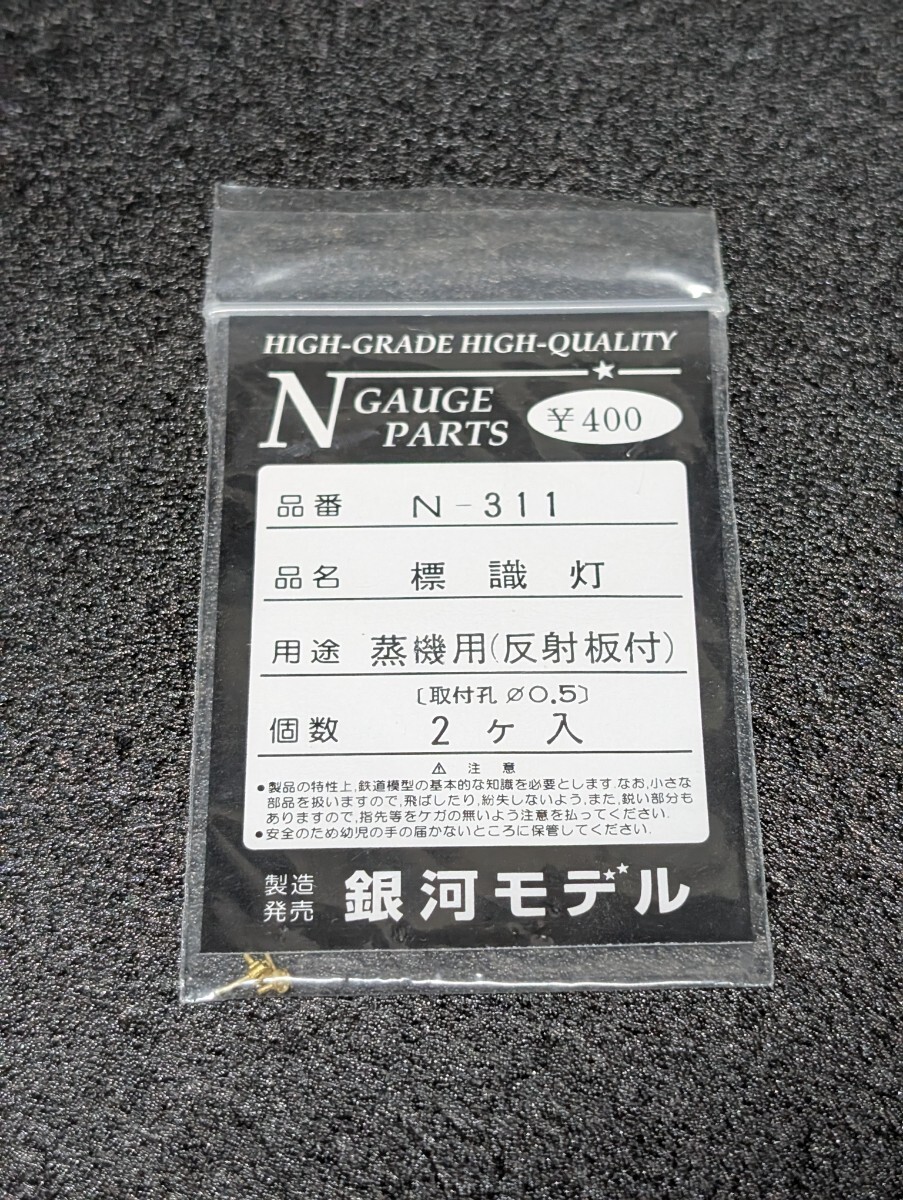 HIGH-GRADE HIGH-QUALITY
N GAUGE
PARTS
¥400
品番 N-311
品名 標識灯
用途 蒸機用(反射板付)
〔取付孔 ∅0.5〕
個数 2ヶ入
⚠ 注意
●製品の特性上,鉄道模型の基本的な知識を必要とします.なお,小さな
部品を扱いますので,飛ばしたり,紛失しないよう,また,鋭い部分も
ありますので,指先等をケガの無いよう注意を払ってください.
●安全のため幼児の手の届かないところに保管してください.
製造
発売 銀河モデル